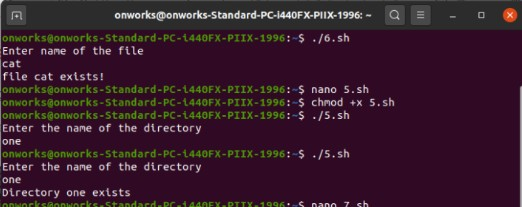 onworks@onworks-Standard-PC-i440FX-PIIX-1996: ~
onworks@onworks-Standard-PC-i440FX-PIIX-1996:~$ ./6.sh
Enter name of the file
cat
file cat exists!
onworks@onworks-Standard-PC-i440FX-PIIX-1996:~$ nano 5.sh
onworks@onworks-Standard-PC-i440FX-PIIX-1996:~$ chmod +x 5.sh
onworks@onworks-Standard-PC-i440FX-PIIX-1996:~$ ./5.sh
Enter the name of the directory
one
onworks@onworks-Standard-PC-i440FX-PIIX-1996:~$ ./5.sh
Enter the name of the directory
one
Directory one exists
onworks@onworks-Standard-PC-i440FX-PIIX-1996:~$ nano 7.sh